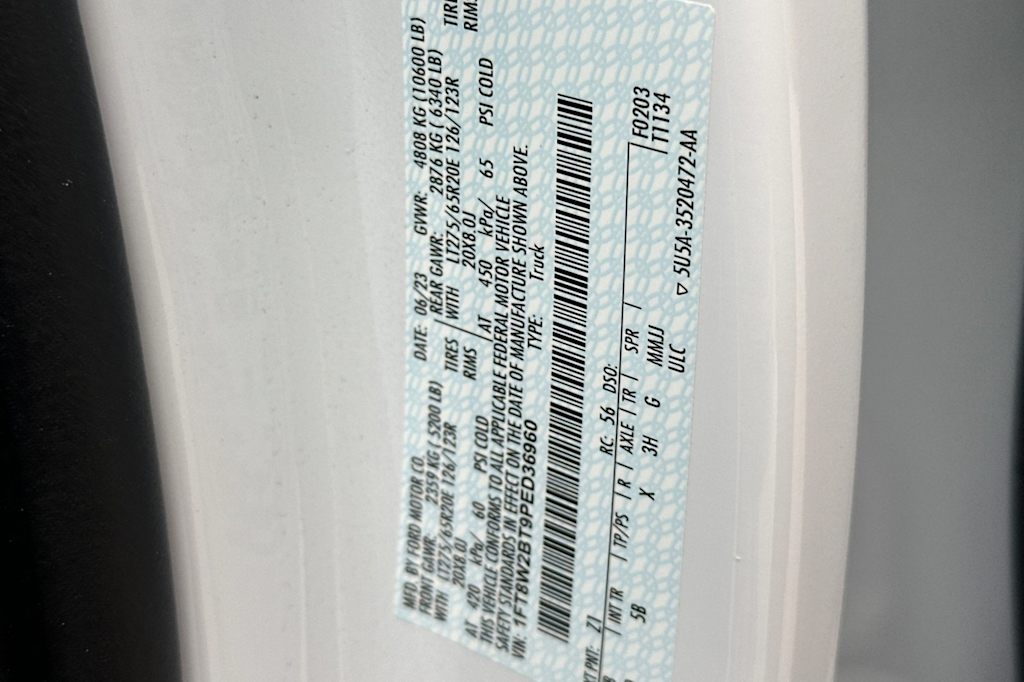 MFD. BY FORD MOTOR CO. DATE: 06/23 GVWR: 4808 KG (10600 LB)
FRONT GAWR: 2359 KG (5200 LB) REAR GAWR: 2876 KG (6340 LB)
WITH LT275/65R20E 126/123R TIRES WITH LT275/65R20E 126/123R TIRE
20X8.0J RIMS 20X8.0J RIM
AT 420 kPa/ 60 PSI COLD AT 450 kPa/ 65 PSI COLD
THIS VEHICLE CONFORMS TO ALL APPLICABLE FEDERAL MOTOR VEHICLE
SAFETY STANDARDS IN EFFECT ON THE DATE OF MANUFACTURE SHOWN ABOVE.
VIN: 1FT8W2BT9PED36960 TYPE: Truck
PNT: Z1 RC: 56 DSO: F0203
INT TR TP/PS R AXLE TR SPR T1134
5B X 3H G MMJJ
ULC ▽ 5U5A-3520472-AA